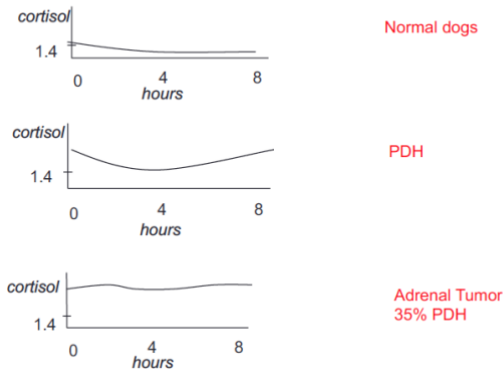 cortisol
Normal dogs
1.4
0 4 8
hours
cortisol
PDH
1.4
0 4 8
hours
cortisol
Adrenal Tumor
35% PDH
1.4
0 4 8
hours